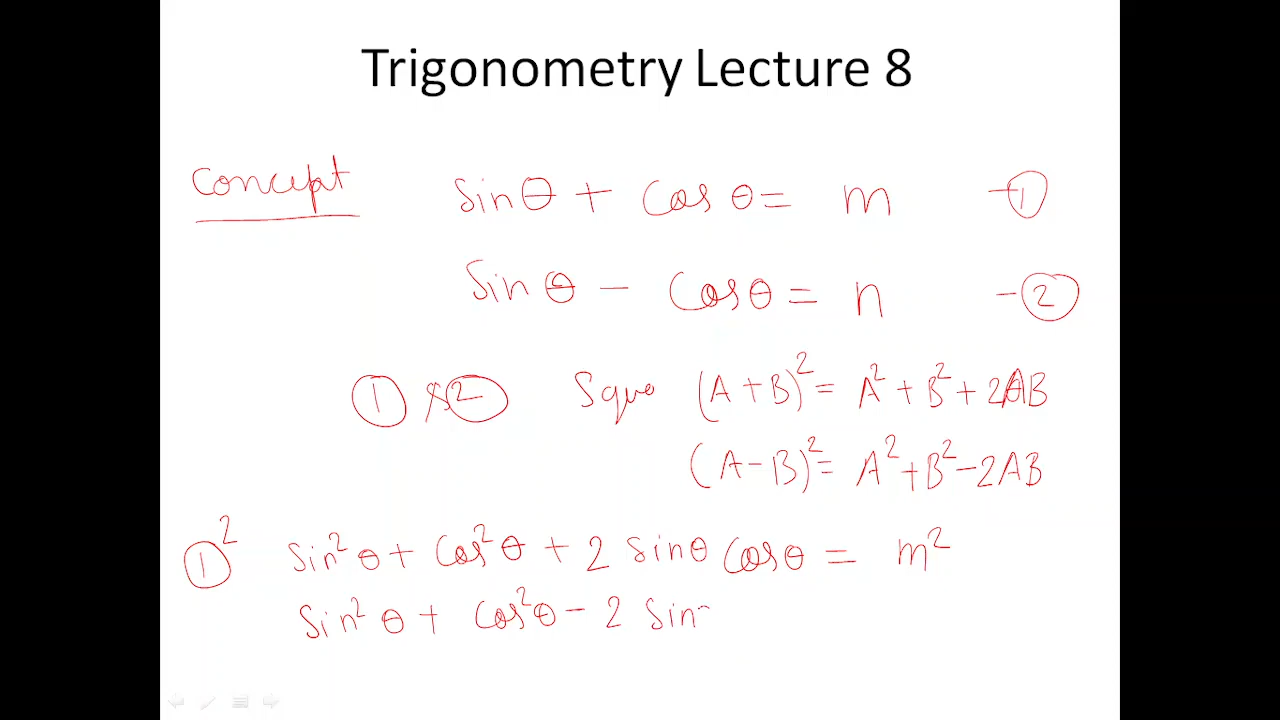 Trigonometry Lecture 8
Concept sinθ + cosθ = m -①
sinθ - cosθ = n -②
① & ② Squa (A+B)² = A² + B² + 2AB
(A-B)² = A² + B² - 2AB
①² sin²θ + cos²θ + 2 sinθ cosθ = m²
sin²θ + cos²θ - 2 sin